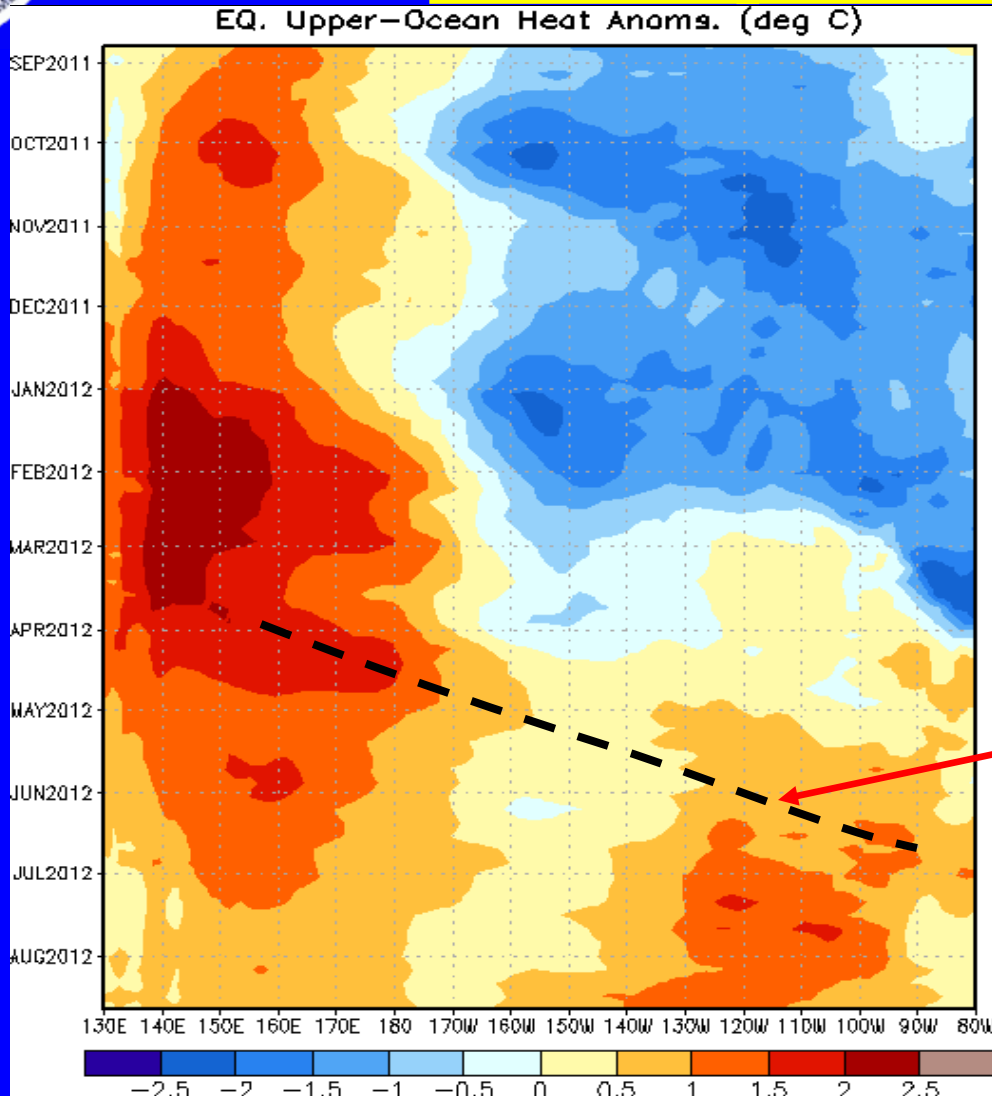 EQ. Upper-Ocean Heat Anoms. (deg C)
SEP2011
OCT2011
NOV2011
DEC2011
JAN2012
FEB2012
MAR2012
APR2012
MAY2012
JUN2012
JUL2012
AUG2012
130E 140E 150E 160E 170E 180 170W 160W 150W 140W 130W 120W 110W 100W 90W 80W
-2.5 -2 -1.5 -1 -0.5 0 0.5 1 1.5 2 2.5